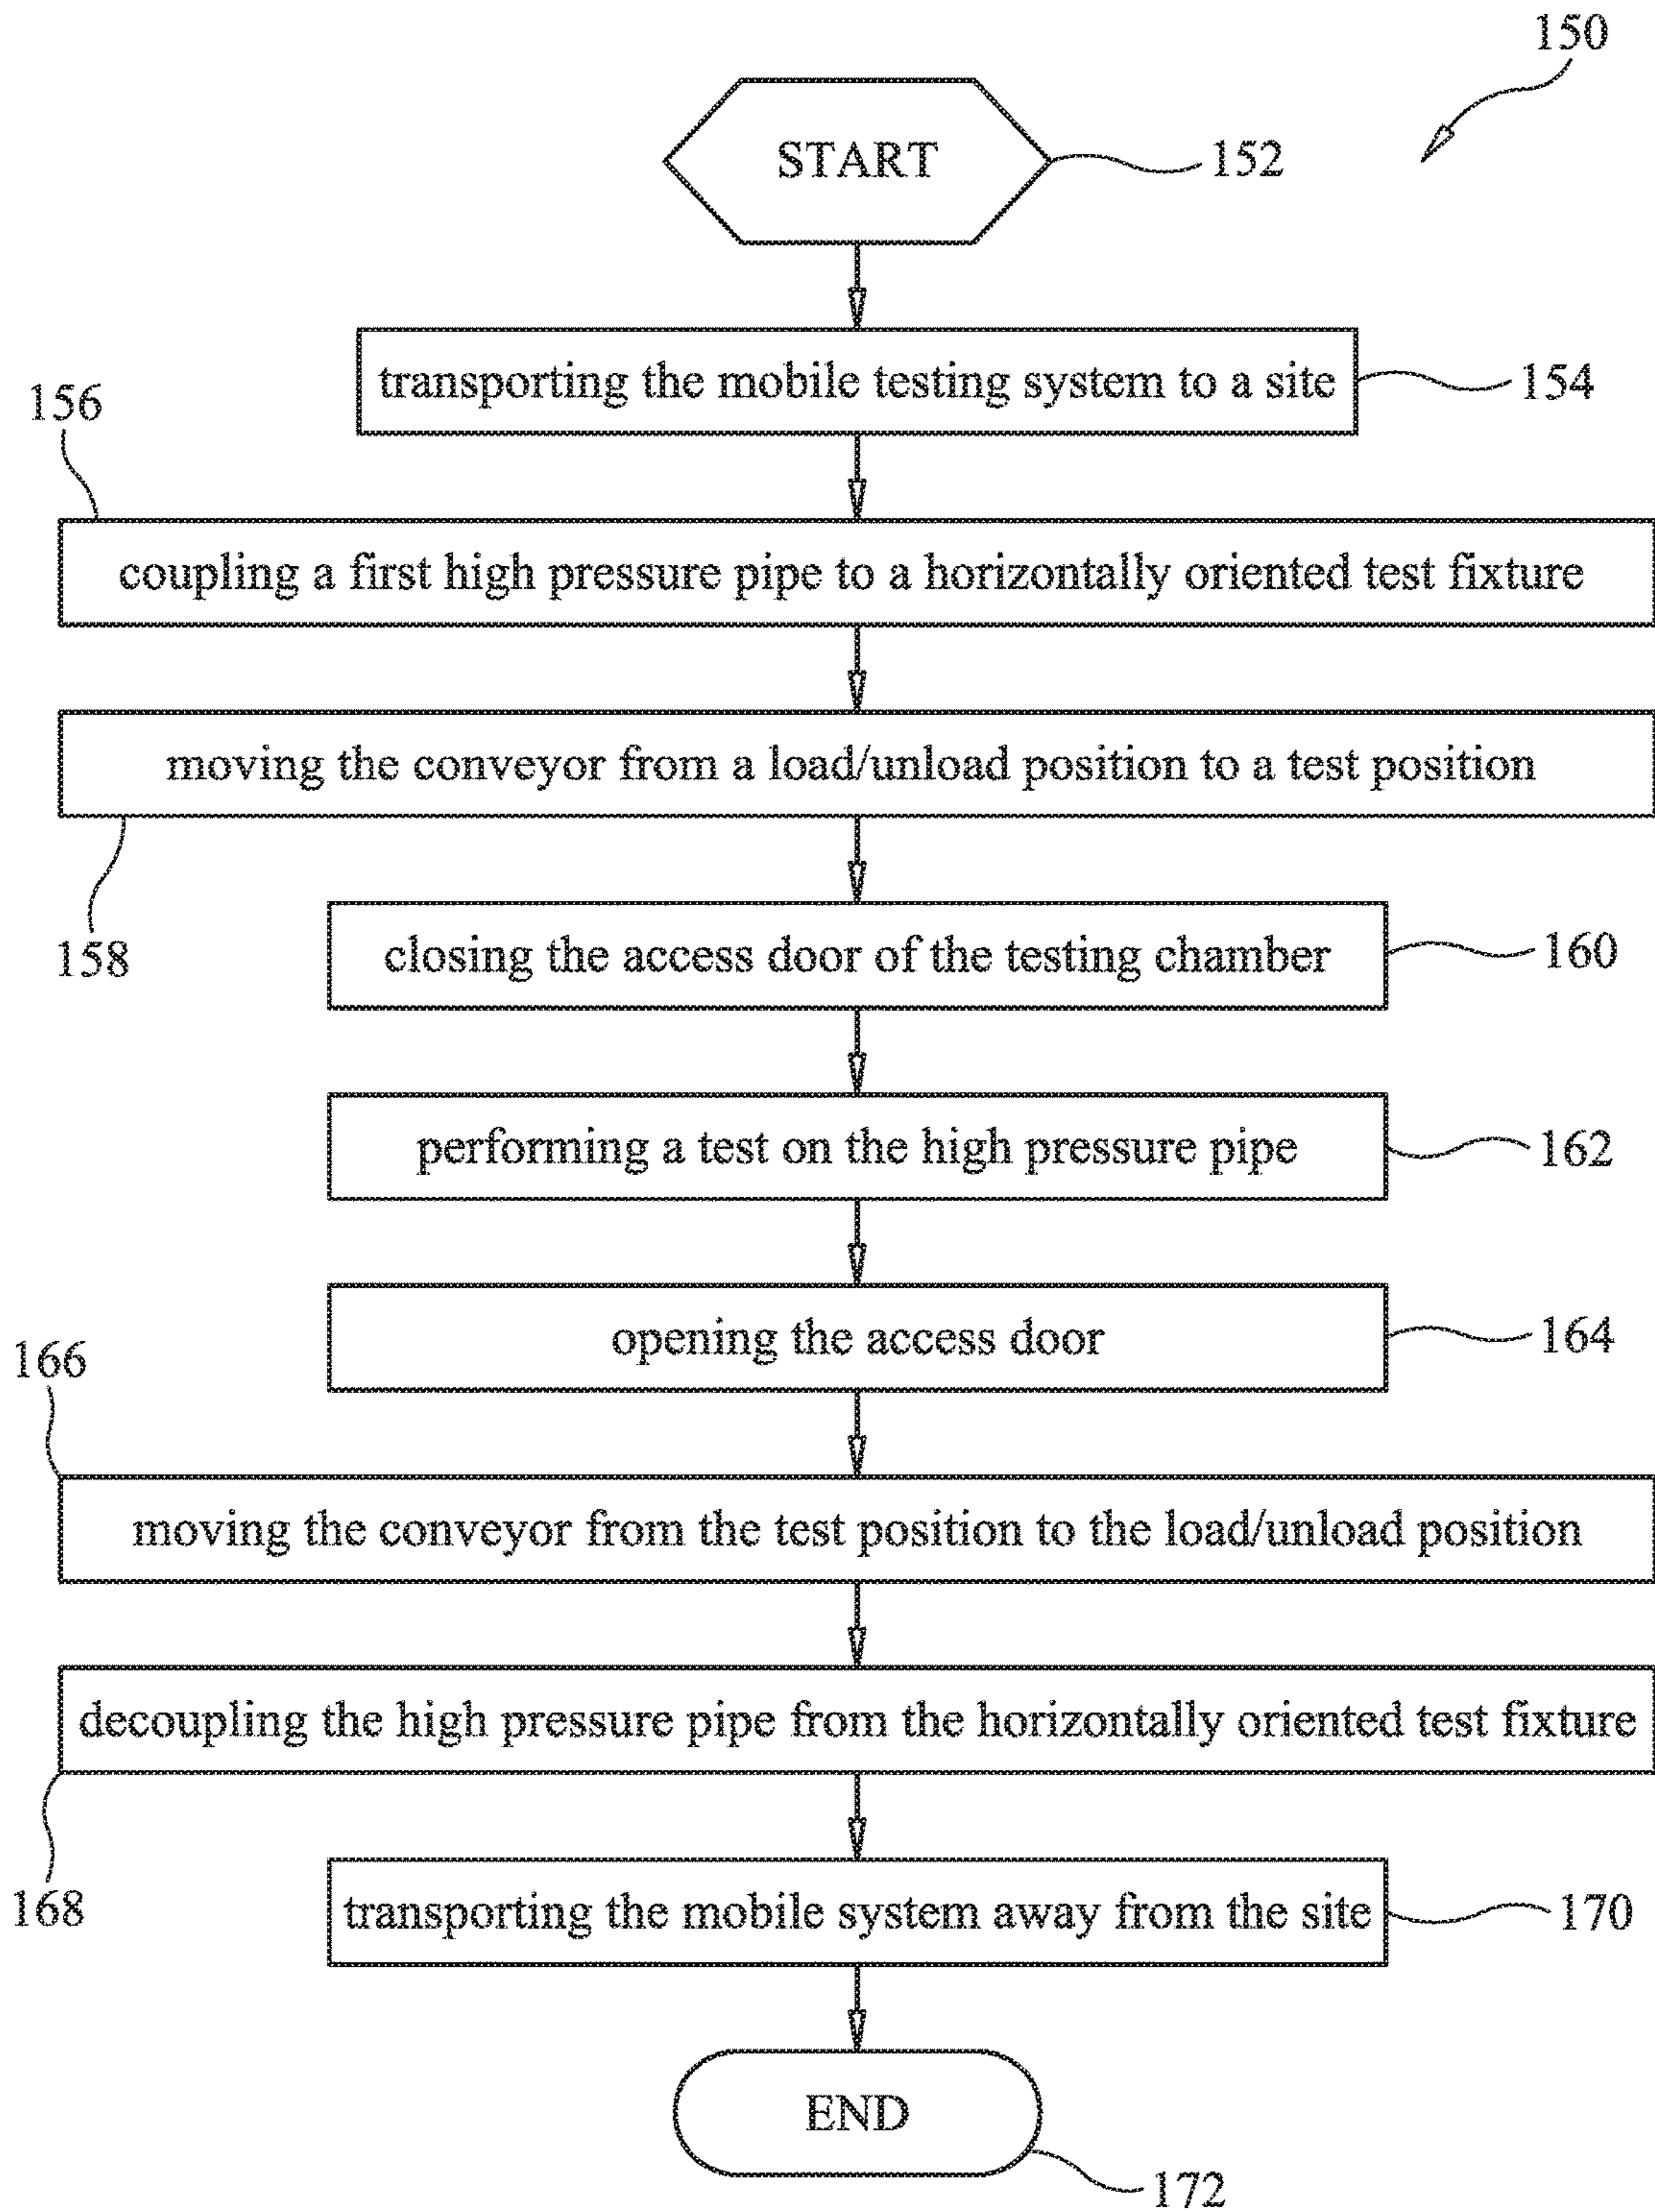 150
START
152
transporting the mobile testing system to a site
154
156
coupling a first high pressure pipe to a horizontally oriented test fixture
moving the conveyor from a load/unload position to a test position
158
closing the access door of the testing chamber
160
performing a test on the high pressure pipe
162
opening the access door
164
166
moving the conveyor from the test position to the load/unload position
decoupling the high pressure pipe from the horizontally oriented test fixture
168
transporting the mobile system away from the site
170
END
172